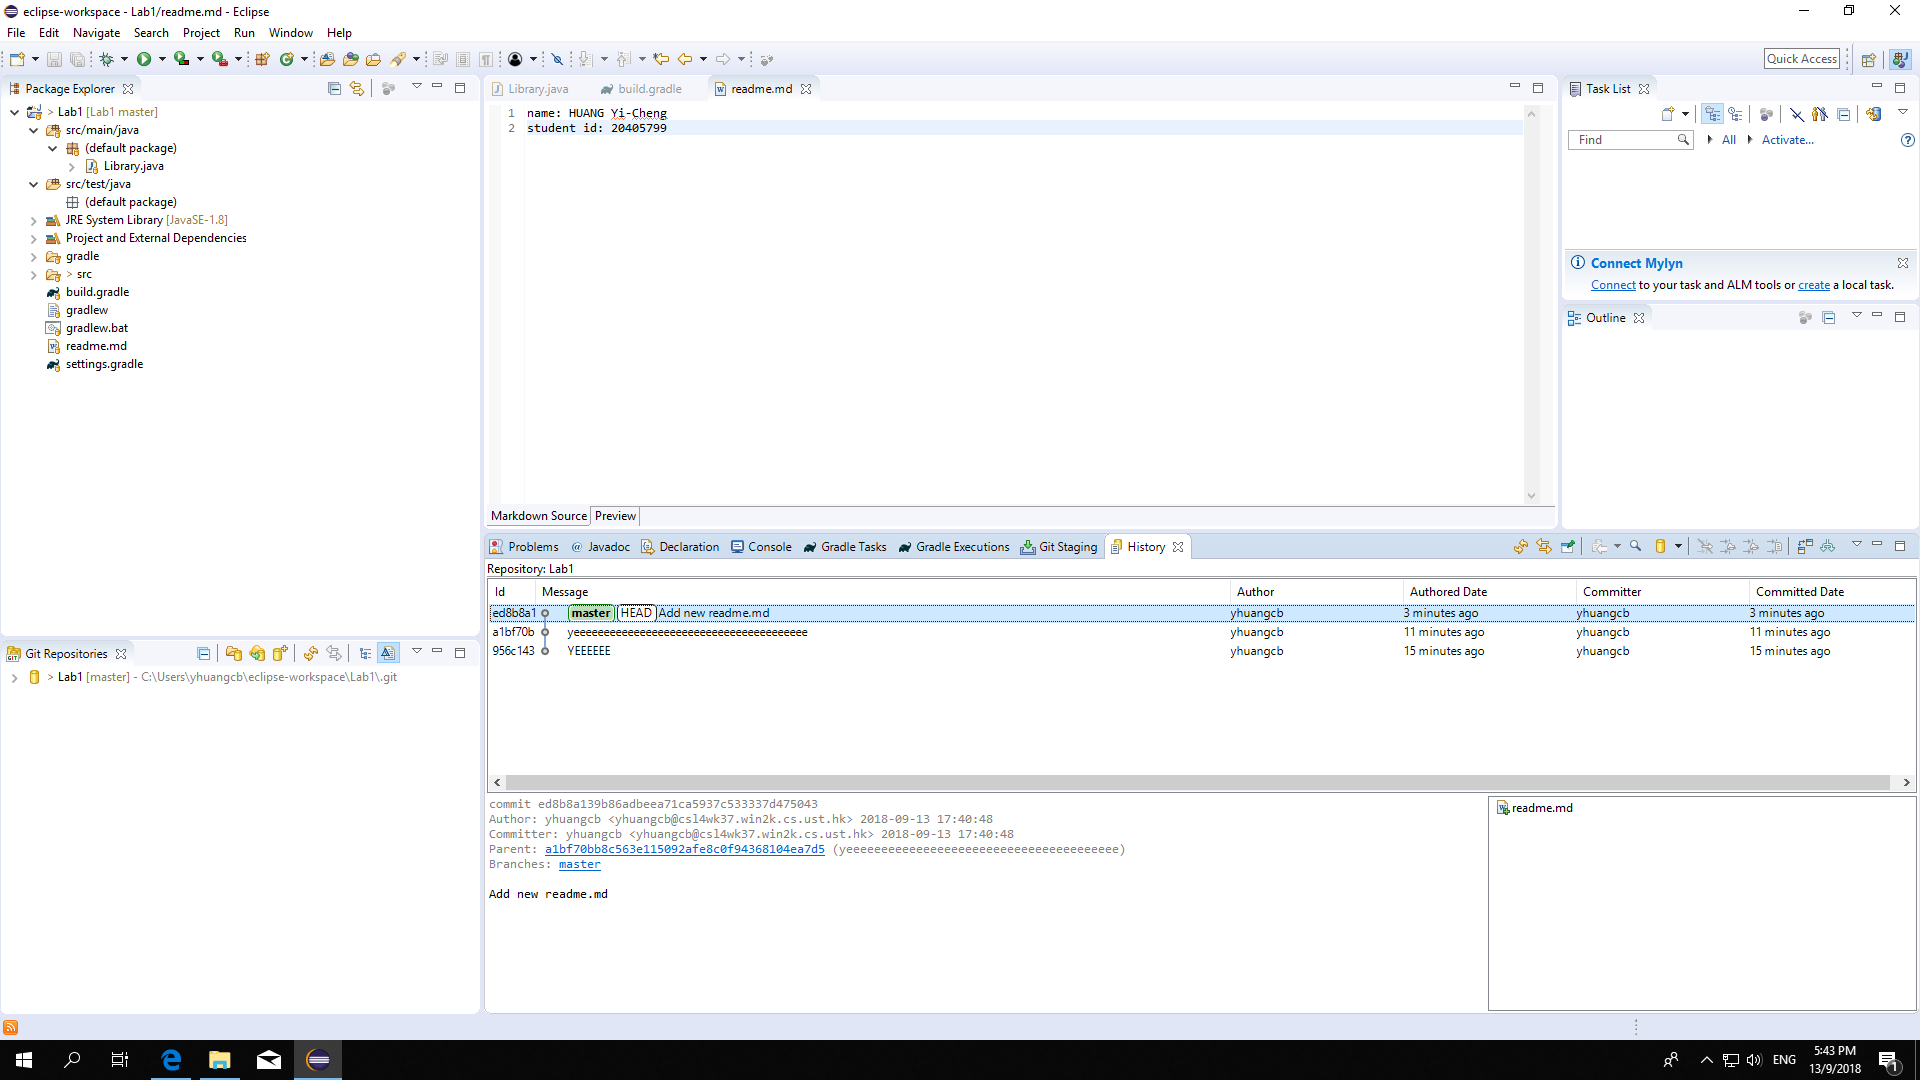 eclipse-workspace - Lab1/readme.md - Eclipse
File Edit Navigate Search Project Run Window Help
Quick Access
Package Explorer
> Lab1 [Lab1 master]
src/main/java
(default package)
Library.java
src/test/java
(default package)
JRE System Library [JavaSE-1.8]
Project and External Dependencies
gradle
> src
build.gradle
gradlew
gradlew.bat
readme.md
settings.gradle
Library.java build.gradle readme.md
1 name: HUANG Yi-Cheng
2 student id: 20405799
Markdown Source Preview
Task List
Find All Activate...
Connect Mylyn
Connect to your task and ALM tools or create a local task.
Outline
Git Repositories
> Lab1 [master] - C:\Users\yhuangcb\eclipse-workspace\Lab1\.git
Problems @ Javadoc Declaration Console Gradle Tasks Gradle Executions Git Staging History
Repository: Lab1
Id Message Author Authored Date Committer Committed Date
ed8b8a1 master HEAD Add new readme.md yhuangcb 3 minutes ago yhuangcb 3 minutes ago
a1bf70b yeeeeeeeeeeeeeeeeeeeeeeeeeeeeeeeeeeeeeee yhuangcb 11 minutes ago yhuangcb 11 minutes ago
956c143 YEEEEEE yhuangcb 15 minutes ago yhuangcb 15 minutes ago
commit ed8b8a139b86adbeea71ca5937c533337d475043
Author: yhuangcb <yhuangcb@csl4wk37.win2k.cs.ust.hk> 2018-09-13 17:40:48
Committer: yhuangcb <yhuangcb@csl4wk37.win2k.cs.ust.hk> 2018-09-13 17:40:48
Parent: a1bf70bb8c563e115092afe8c0f94368104ea7d5 (yeeeeeeeeeeeeeeeeeeeeeeeeeeeeeeeeeeeeeee)
Branches: master
Add new readme.md
readme.md
ENG
5:43 PM
13/9/2018
1